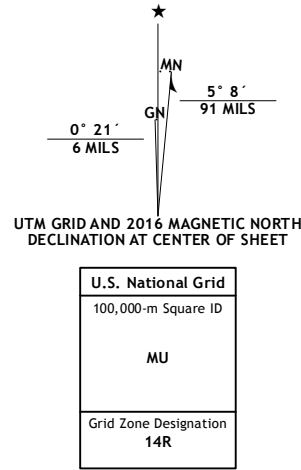 ★
MN
GN
5° 8´
91 MILS
0° 21´
6 MILS
UTM GRID AND 2016 MAGNETIC NORTH
DECLINATION AT CENTER OF SHEET
U.S. National Grid
100,000-m Square ID
MU
Grid Zone Designation
14R